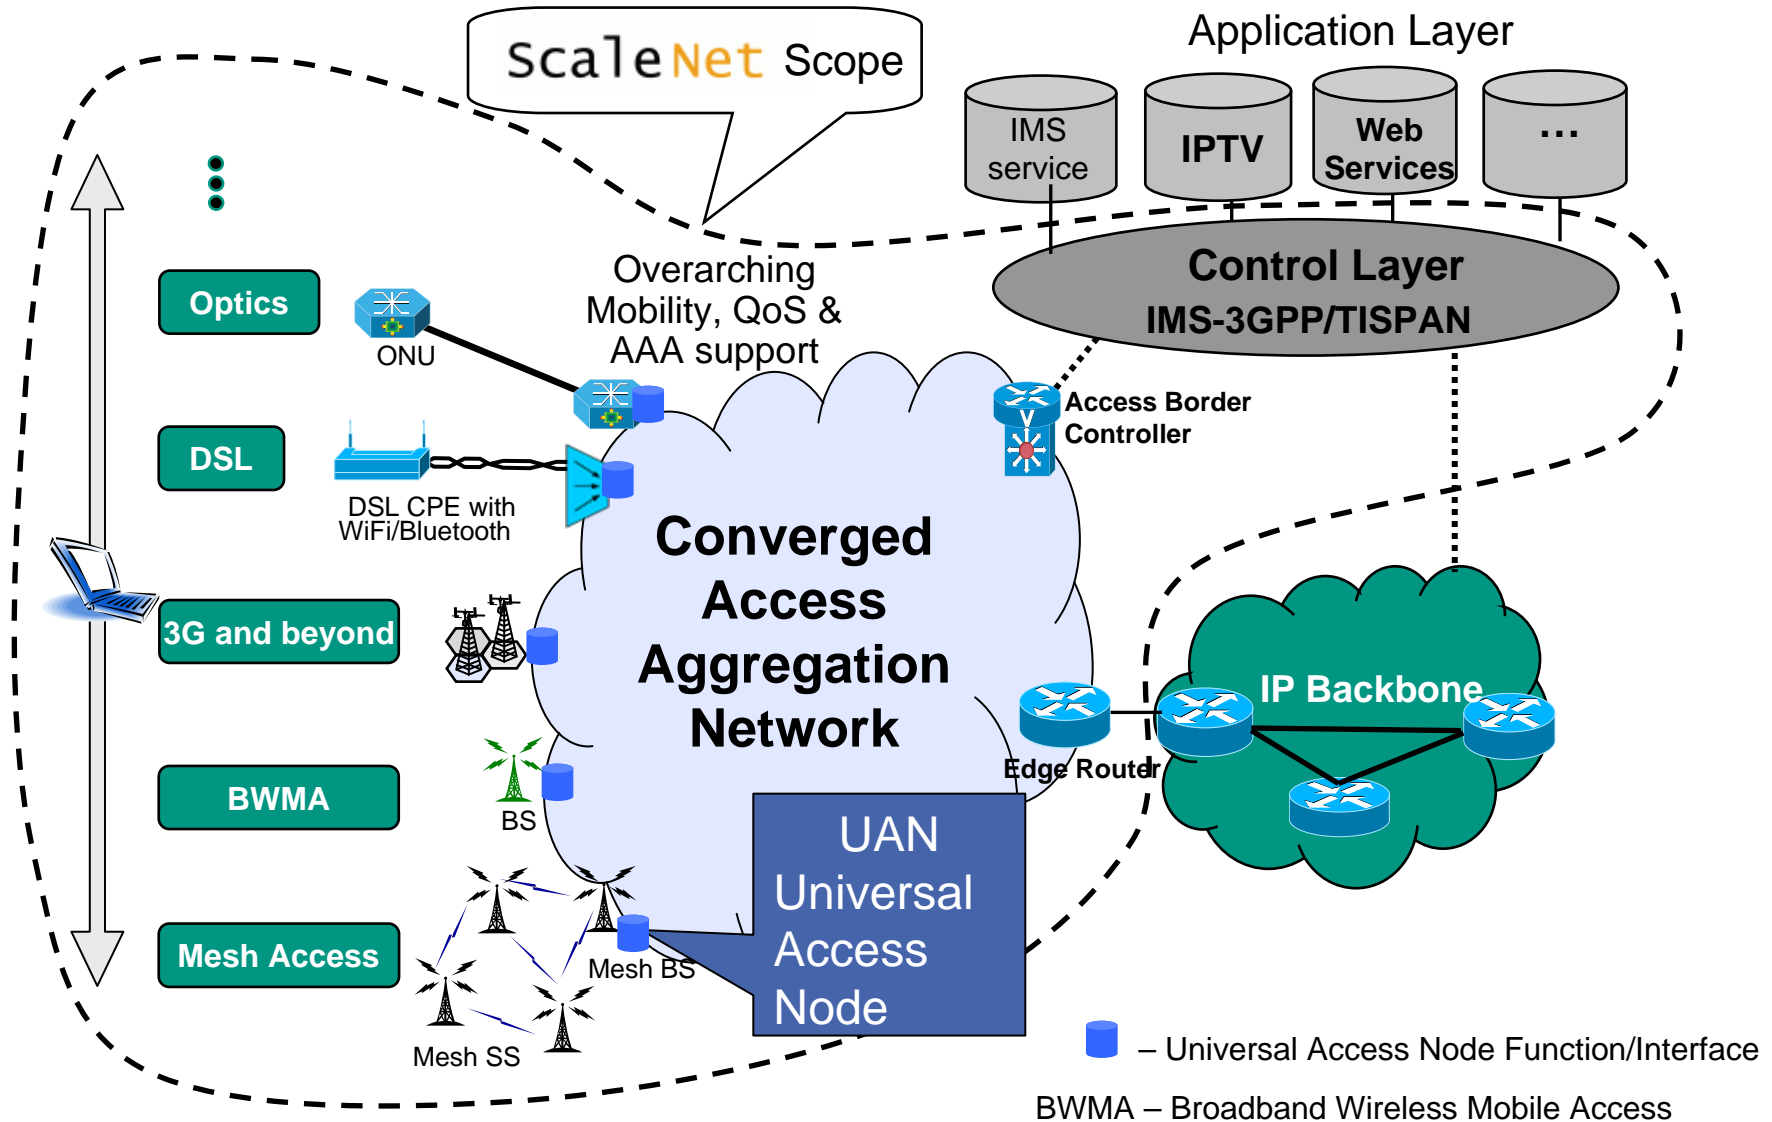 ScaleNet Scope
Application Layer
IMS
service
IPTV
Web
Services
...
Control Layer
IMS-3GPP/TISPAN
Overarching
Mobility, QoS &
AAA support
Optics
ONU
Access Border
Controller
DSL
DSL CPE with
WiFi/Bluetooth
Converged
Access
Aggregation
Network
3G and beyond
IP Backbone
Edge Router
BWMA
BS
UAN
Universal
Access
Node
Mesh Access
Mesh BS
Mesh SS
– Universal Access Node Function/Interface
BWMA – Broadband Wireless Mobile Access